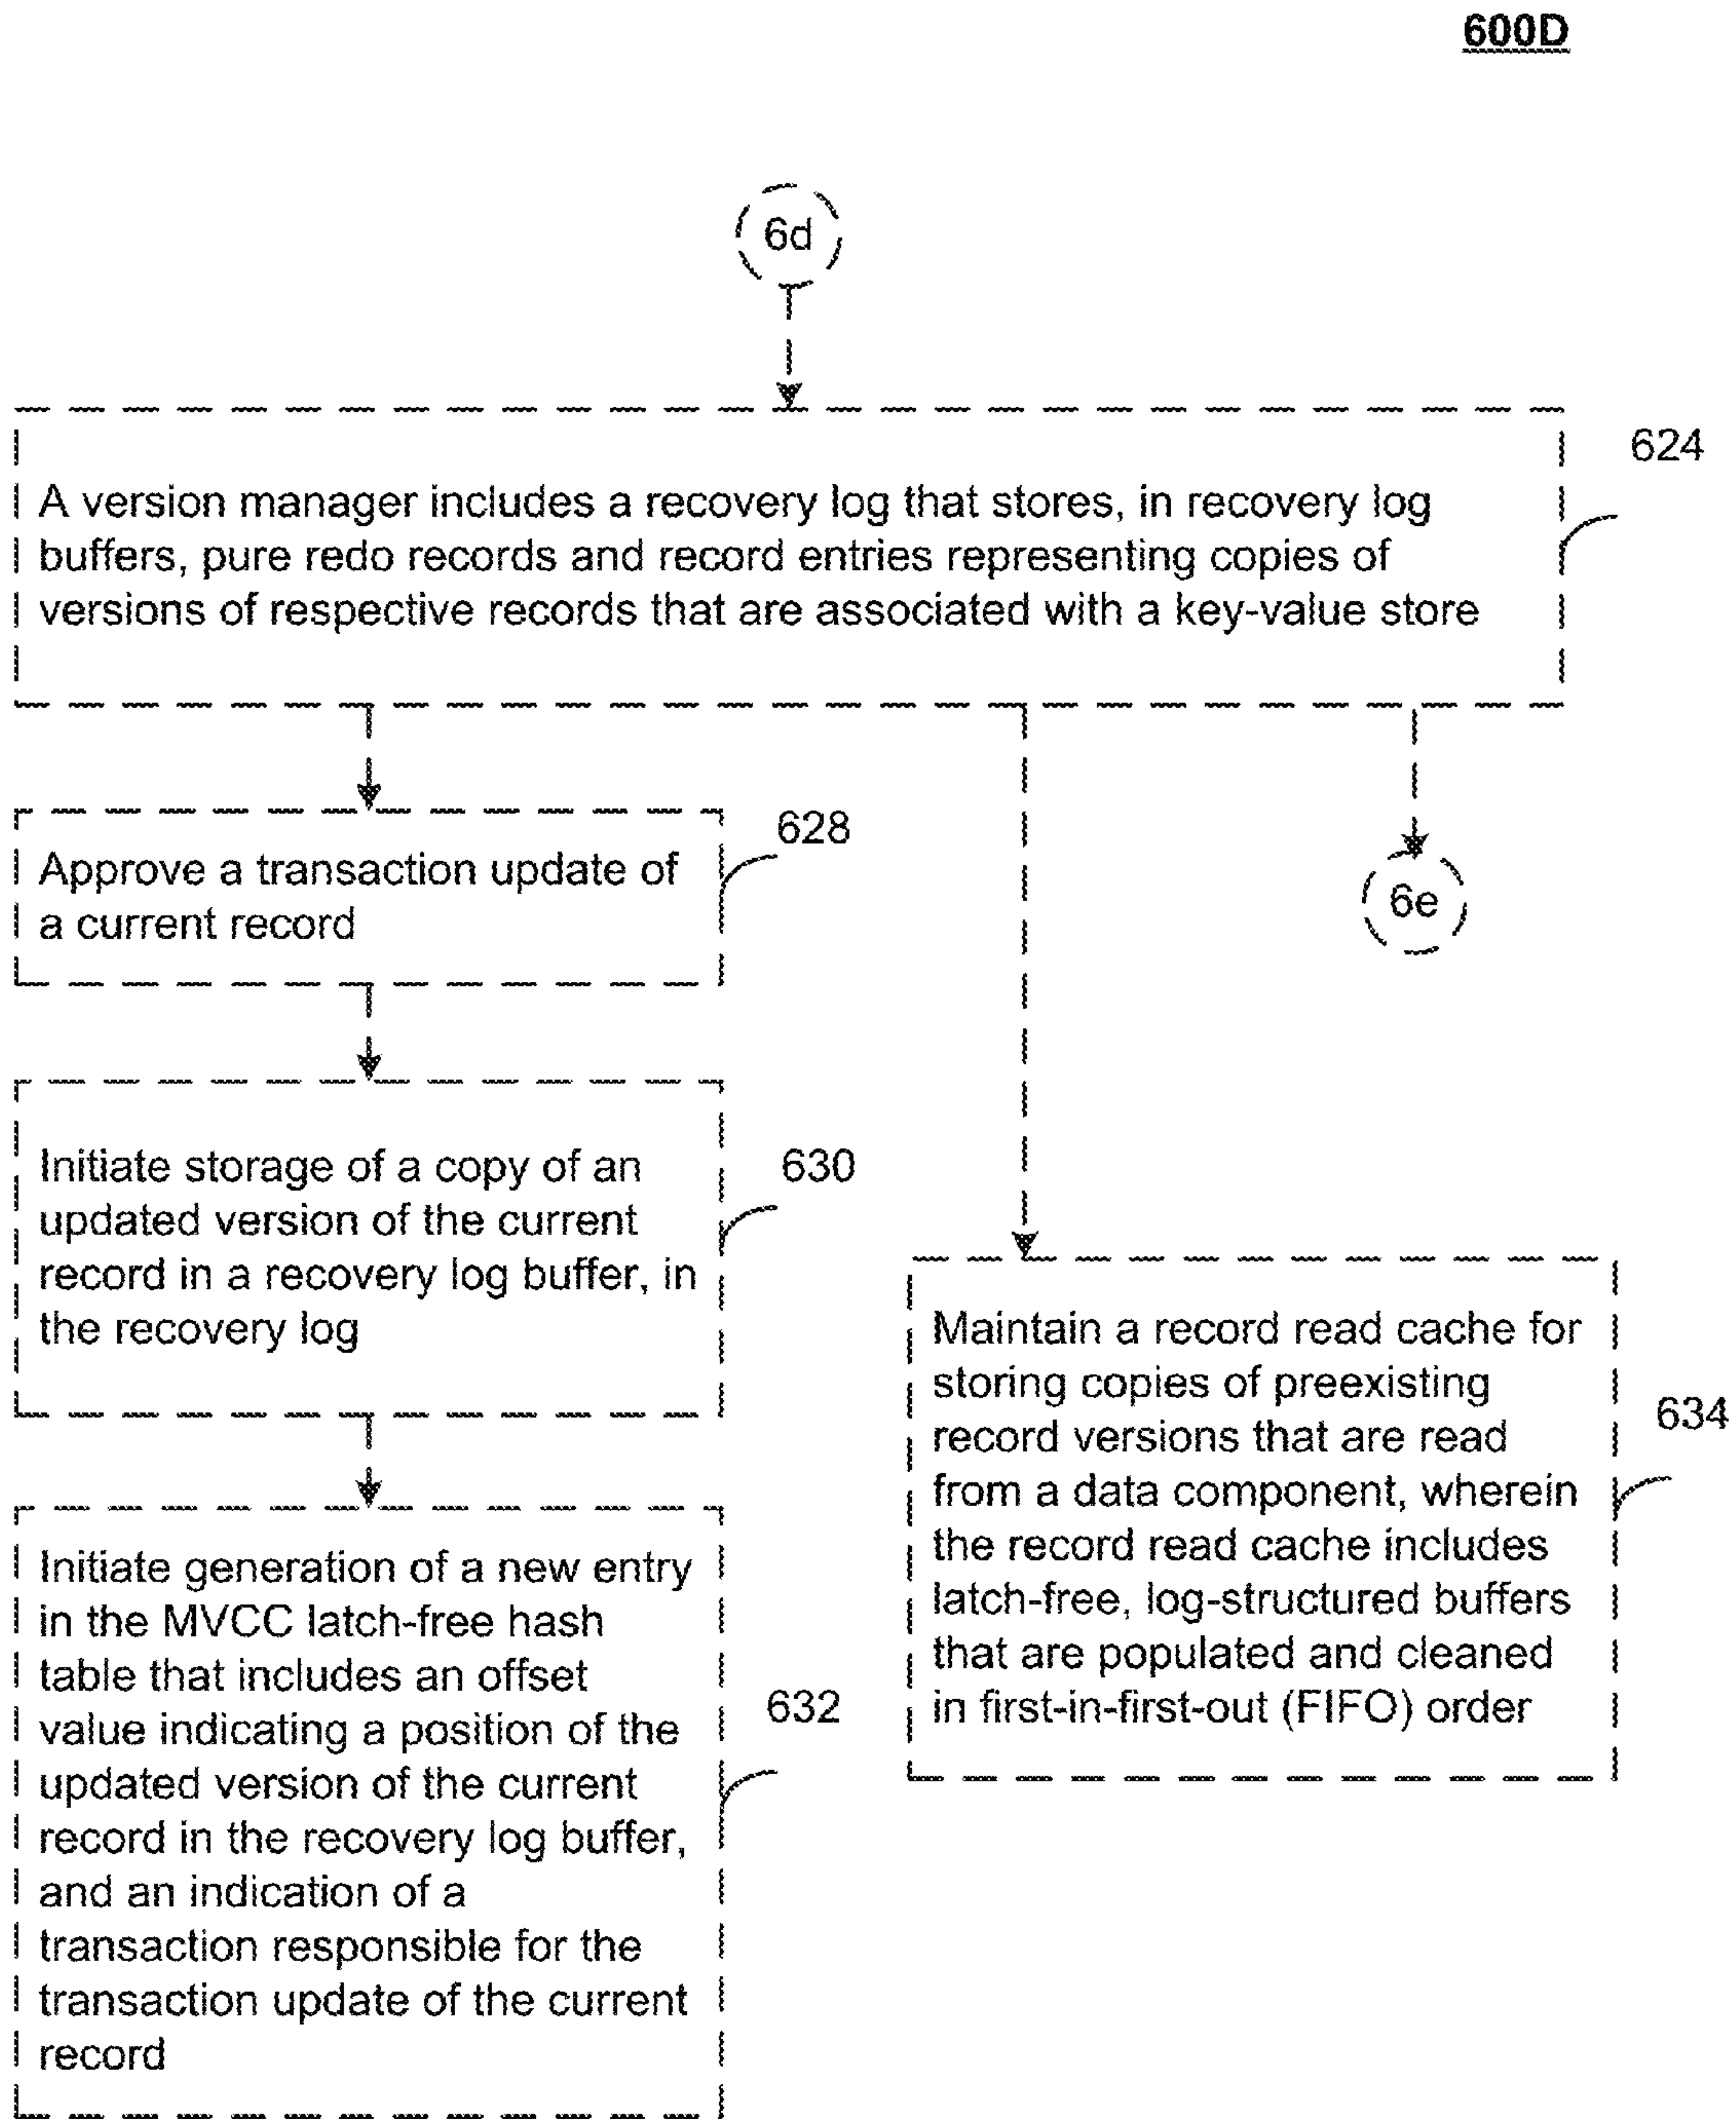 600D
6d
624
A version manager includes a recovery log that stores, in recovery log
buffers, pure redo records and record entries representing copies of
versions of respective records that are associated with a key-value store
628
Approve a transaction update of
a current record
6e
630
Initiate storage of a copy of an
updated version of the current
record in a recovery log buffer, in
the recovery log
634
Maintain a record read cache for
storing copies of preexisting
record versions that are read
from a data component, wherein
the record read cache includes
latch-free, log-structured buffers
that are populated and cleaned
in first-in-first-out (FIFO) order
632
Initiate generation of a new entry
in the MVCC latch-free hash
table that includes an offset
value indicating a position of the
updated version of the current
record in the recovery log buffer,
and an indication of a
transaction responsible for the
transaction update of the current
record